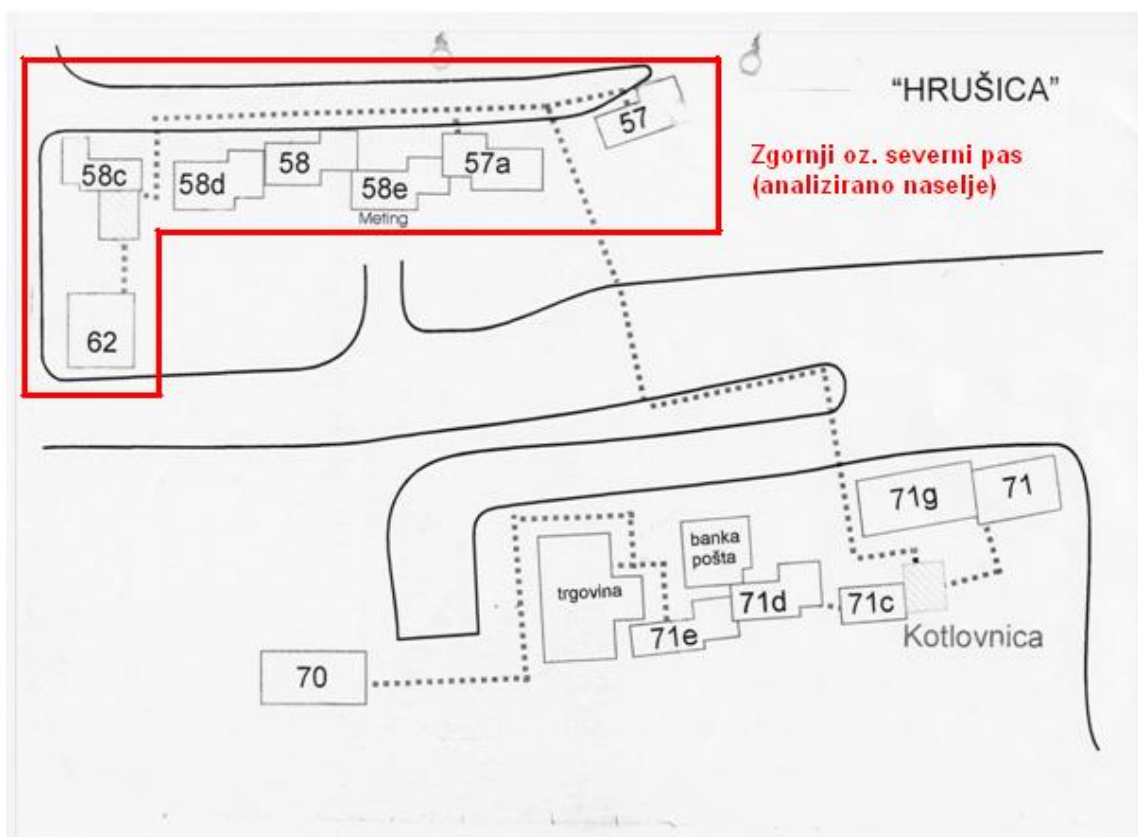 “HRUŠICA”
57
Zgornji oz. severni pas
(analizirano naselje)
58c
58d
58
58e
57a
Meting
62
71g
71
banka
pošta
trgovina
71e
71d
71c
Kotlovnica
70